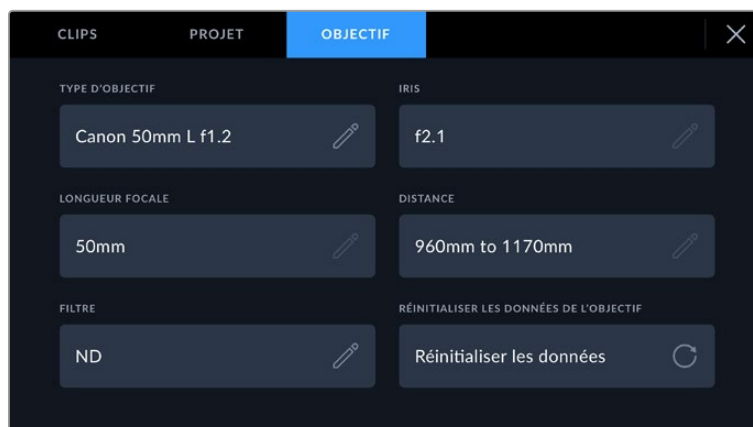 CLIPS PROJET OBJECTIF
TYPE D'OBJECTIF IRIS
Canon 50mm L f1.2 f2.1
LONGUEUR FOCALE DISTANCE
50mm 960mm to 1170mm
FILTRE RÉINITIALISER LES DONNÉES DE L'OBJECTIF
ND Réinitialiser les données